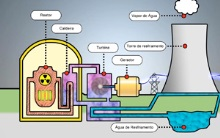 Reator
Caldeira
Turbina
Gerador
Vapor de Água
Torre de resfriamento
Água de Resfriamento